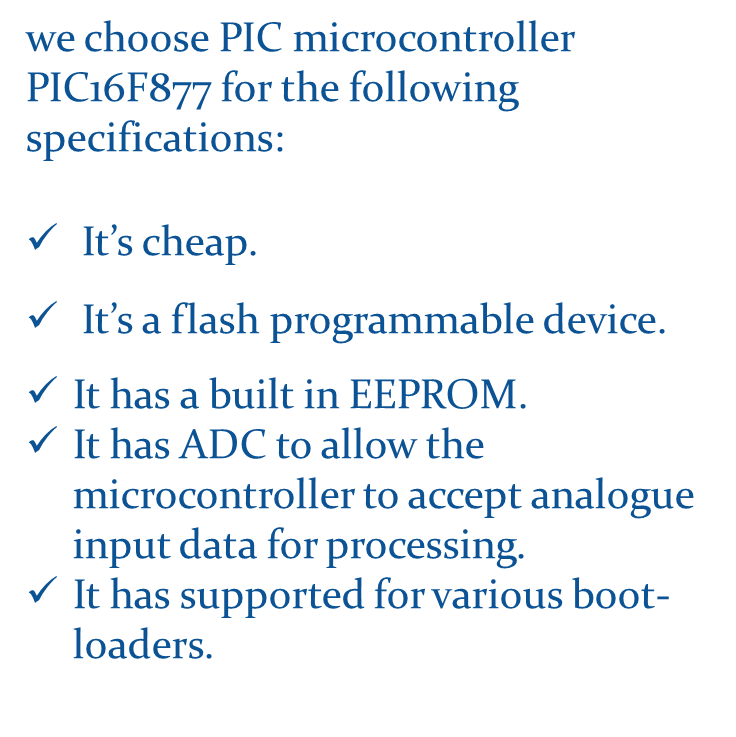 we choose PIC microcontroller
PIC16F877 for the following
specifications:
✓ It’s cheap.
✓ It’s a flash programmable device.
✓ It has a built in EEPROM.
✓ It has ADC to allow the
microcontroller to accept analogue
input data for processing.
✓ It has supported for various boot-
loaders.